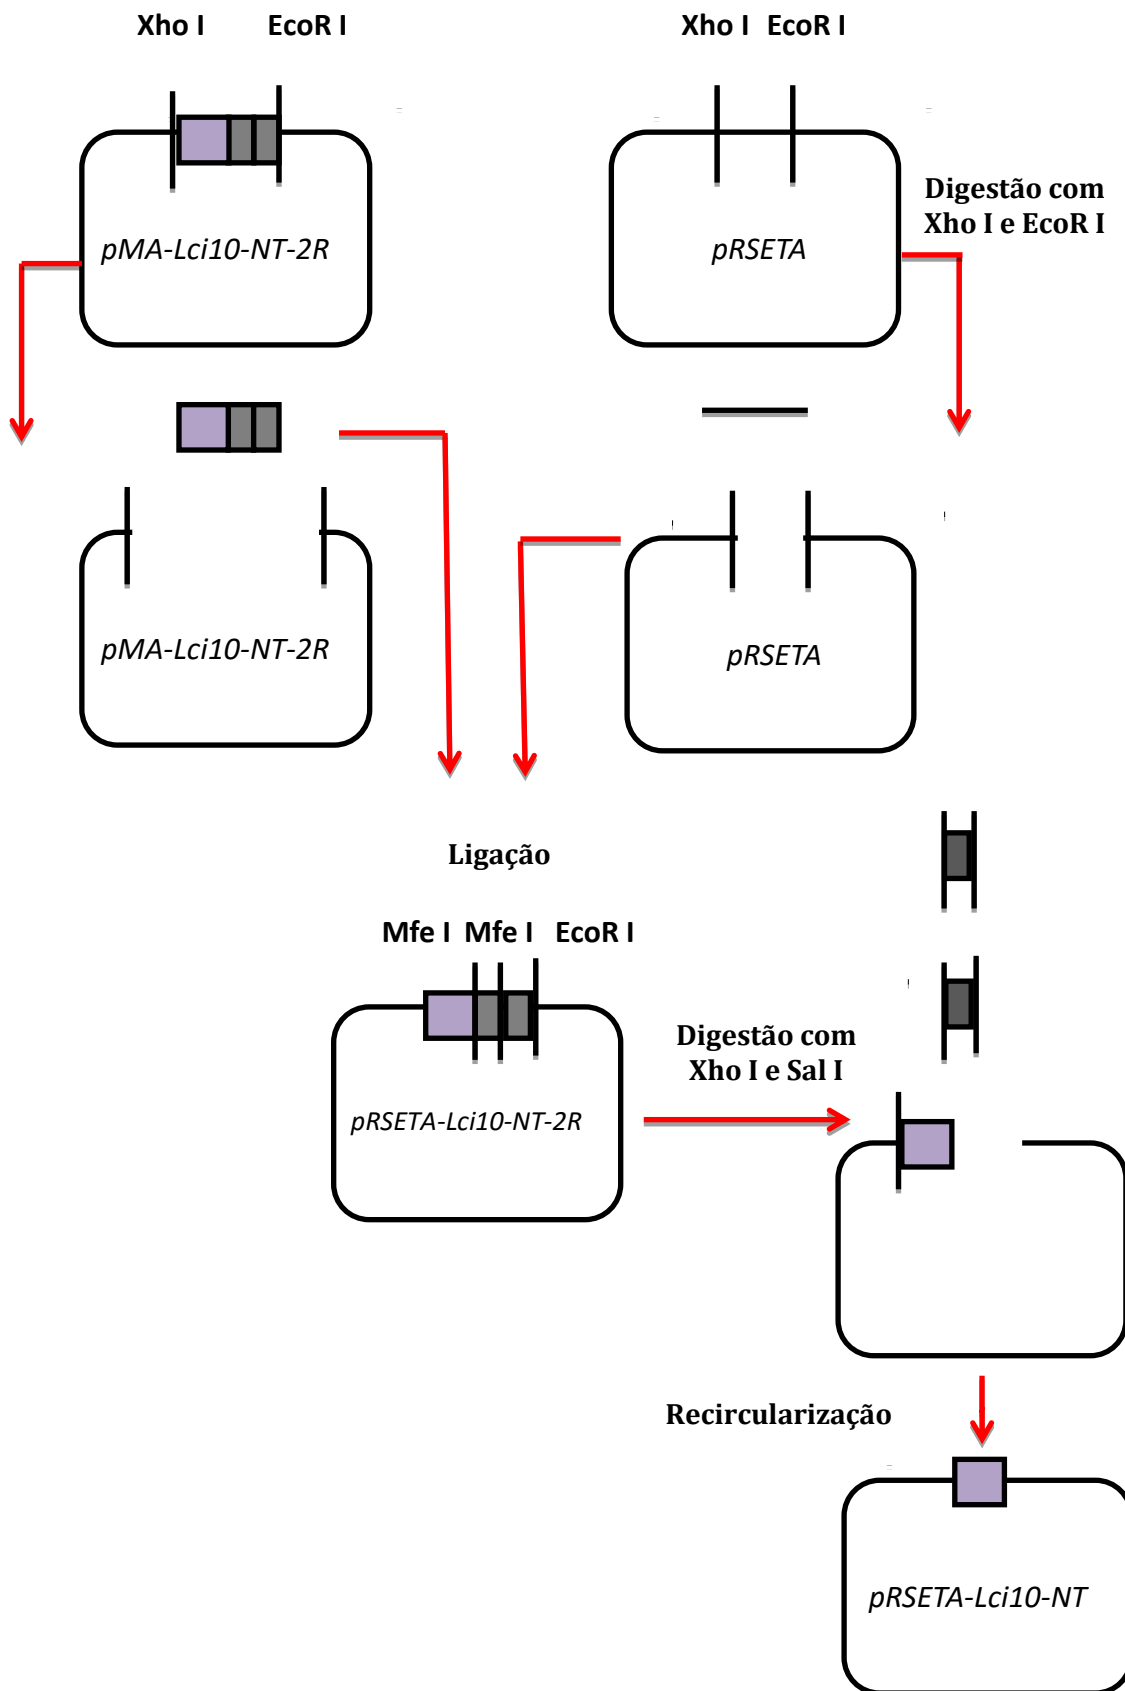 Xho I EcoR I
Xho I EcoR I
pMA-Lci10-NT-2R
pRSETA
Digestão com
Xho I e EcoR I
pMA-Lci10-NT-2R
pRSETA
Ligação
Mfe I Mfe I EcoR I
pRSETA-Lci10-NT-2R
Digestão com
Xho I e Sal I
Recircularização
pRSETA-Lci10-NT